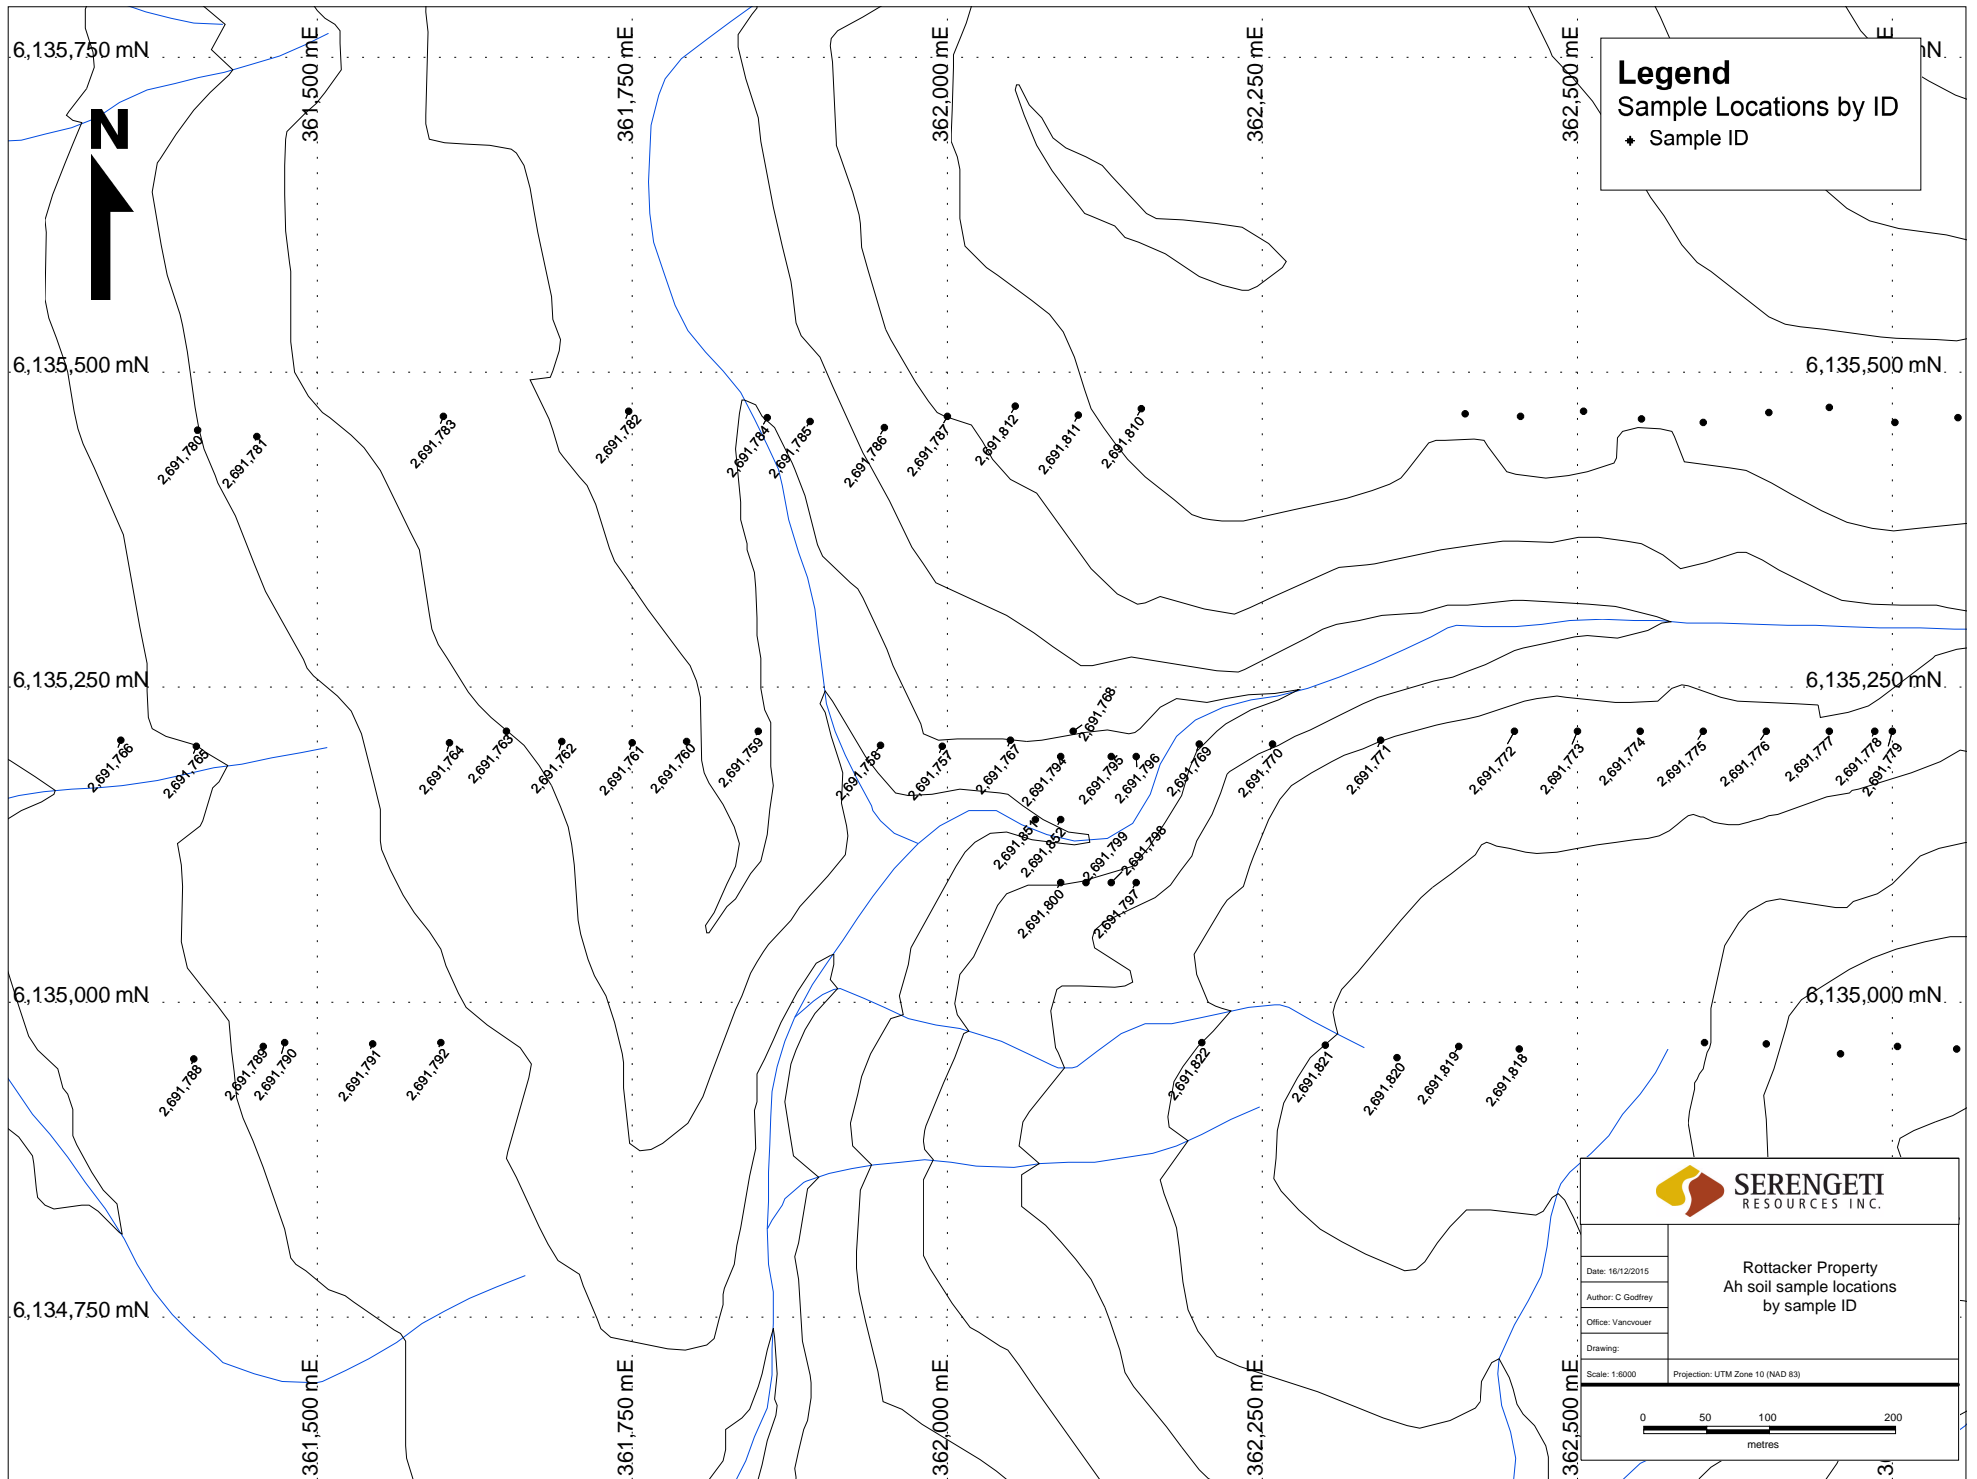 361,500 mE
361,750 mE
362,000 mE
362,250 mE
362,500 mE
E
6,135,750 mN
mN
N
Legend
Sample Locations by ID
Sample ID
6,135,500 mN
6,135,500 mN
2,691,780
2,691,781
2,691,783
2,691,782
2,691,784
2,691,785
2,691,786
2,691,787
2,691,812
2,691,811
2,691,810
6,135,250 mN
6,135,250 mN
2,691,768
2,691,766
2,691,765
2,691,764
2,691,763
2,691,762
2,691,761
2,691,760
2,691,759
2,691,758
2,691,757
2,691,767
2,691,794
2,691,795
2,691,796
2,691,769
2,691,770
2,691,771
2,691,772
2,691,773
2,691,774
2,691,775
2,691,776
2,691,777
2,691,778
2,691,779
2,691,851
2,691,852
2,691,799
2,691,798
2,691,800
2,691,797
6,135,000 mN
6,135,000 mN
2,691,788
2,691,789
2,691,790
2,691,791
2,691,792
2,691,822
2,691,821
2,691,820
2,691,819
2,691,818
6,134,750 mN
361,500 mE
361,750 mE
362,000 mE
362,250 mE
362,500 mE
SERENGETI
RESOURCES INC.
Date: 16/12/2015
Author: C Godfrey
Office: Vancvouer
Drawing:
Scale: 1:6000
Rottacker Property
Ah soil sample locations
by sample ID
Projection: UTM Zone 10 (NAD 83)
0 50 100 200
metres